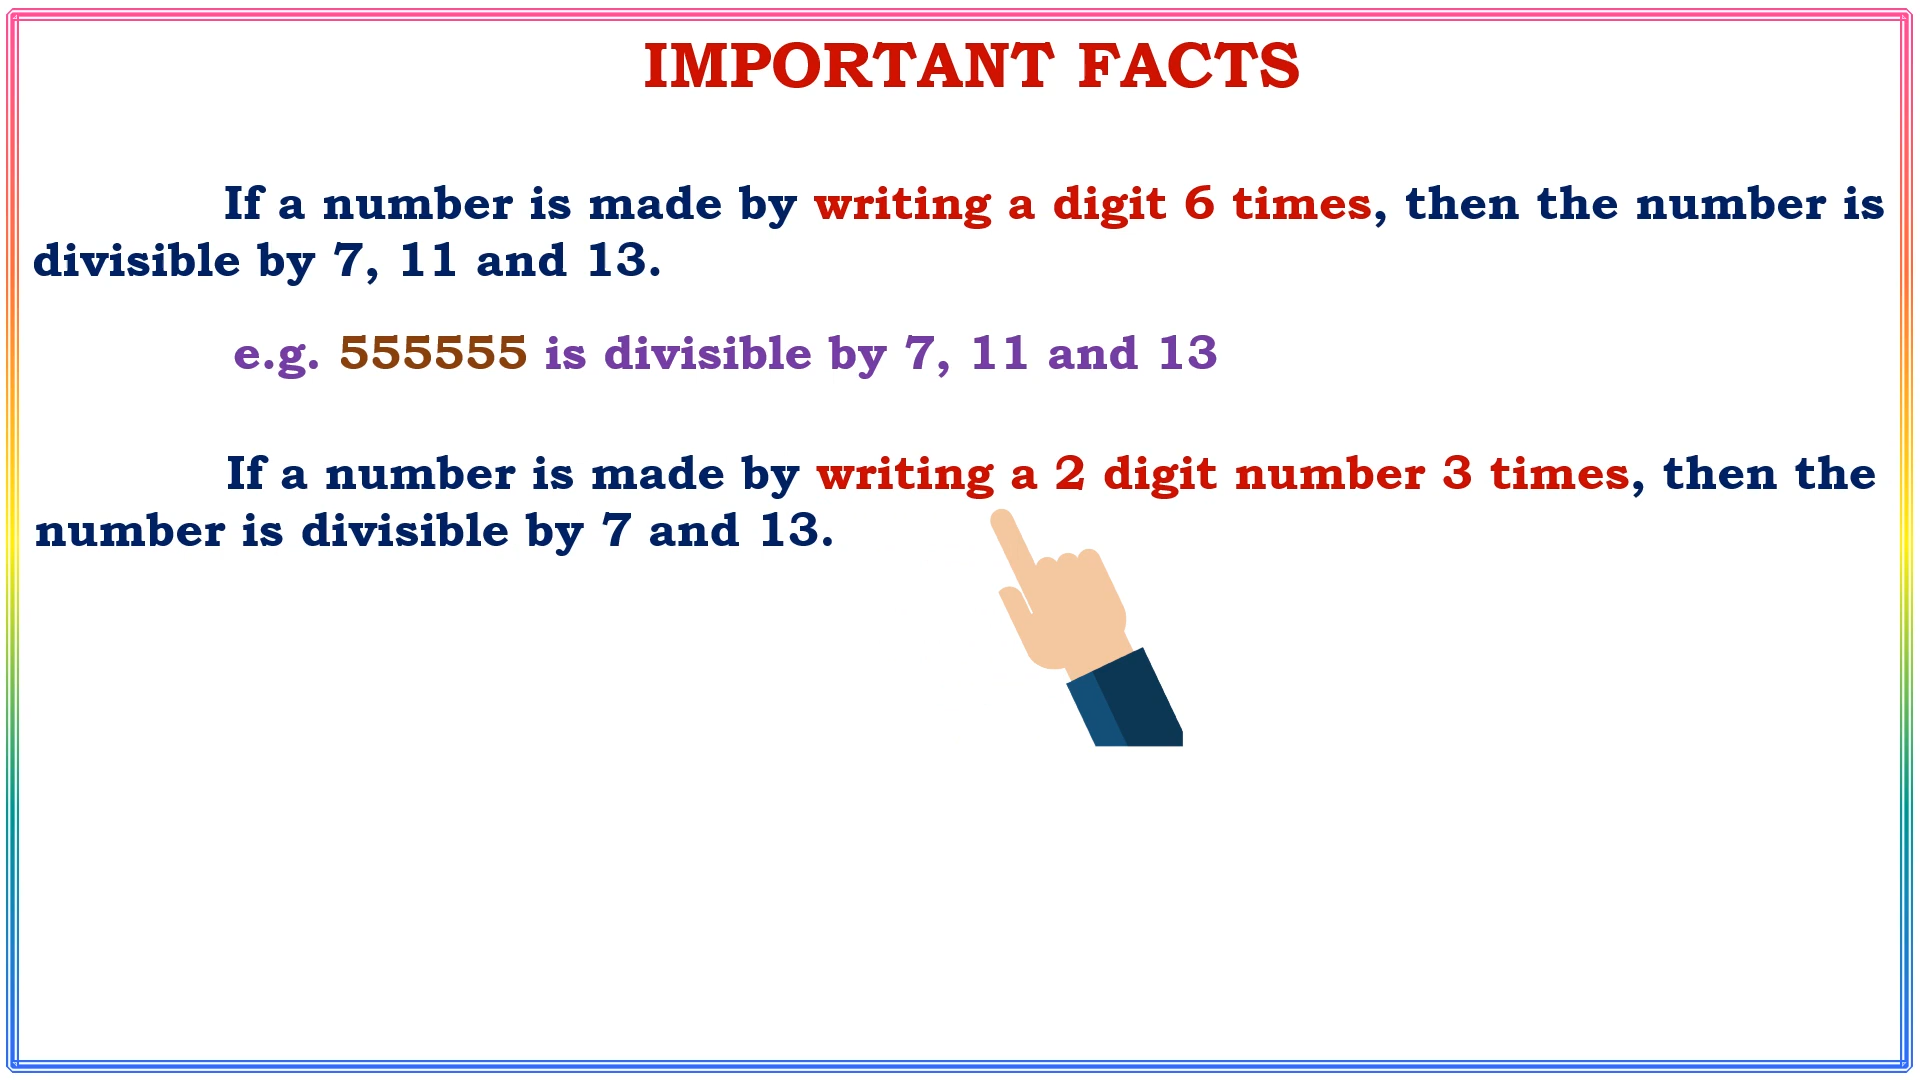 IMPORTANT FACTS
If a number is made by writing a digit 6 times, then the number is
divisible by 7, 11 and 13.
e.g. 555555 is divisible by 7, 11 and 13
If a number is made by writing a 2 digit number 3 times, then the
number is divisible by 7 and 13.